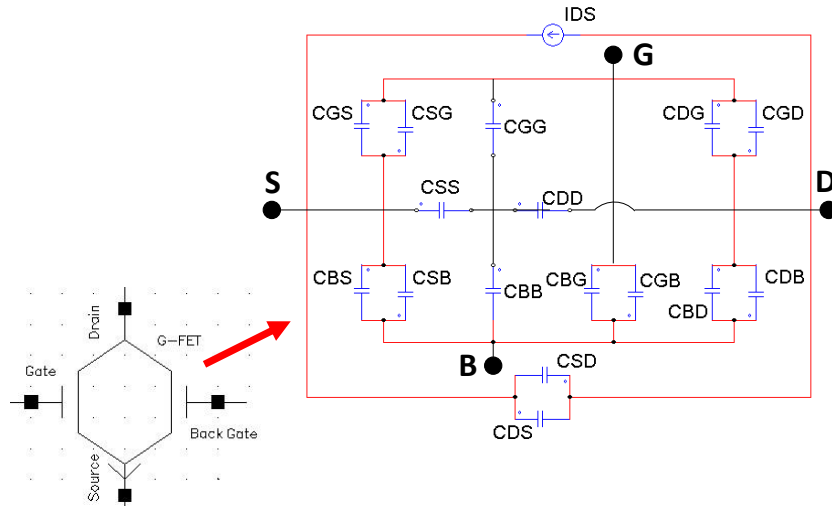 IDS
G
CGS
CSG
CGG
CDG
CGD
S
CSS
CDD
D
CBS
CSB
CBB
CBG
CGB
CBD
CDB
B
CSD
CDS
Drain
G-FET
Gate
Back Gate
Source